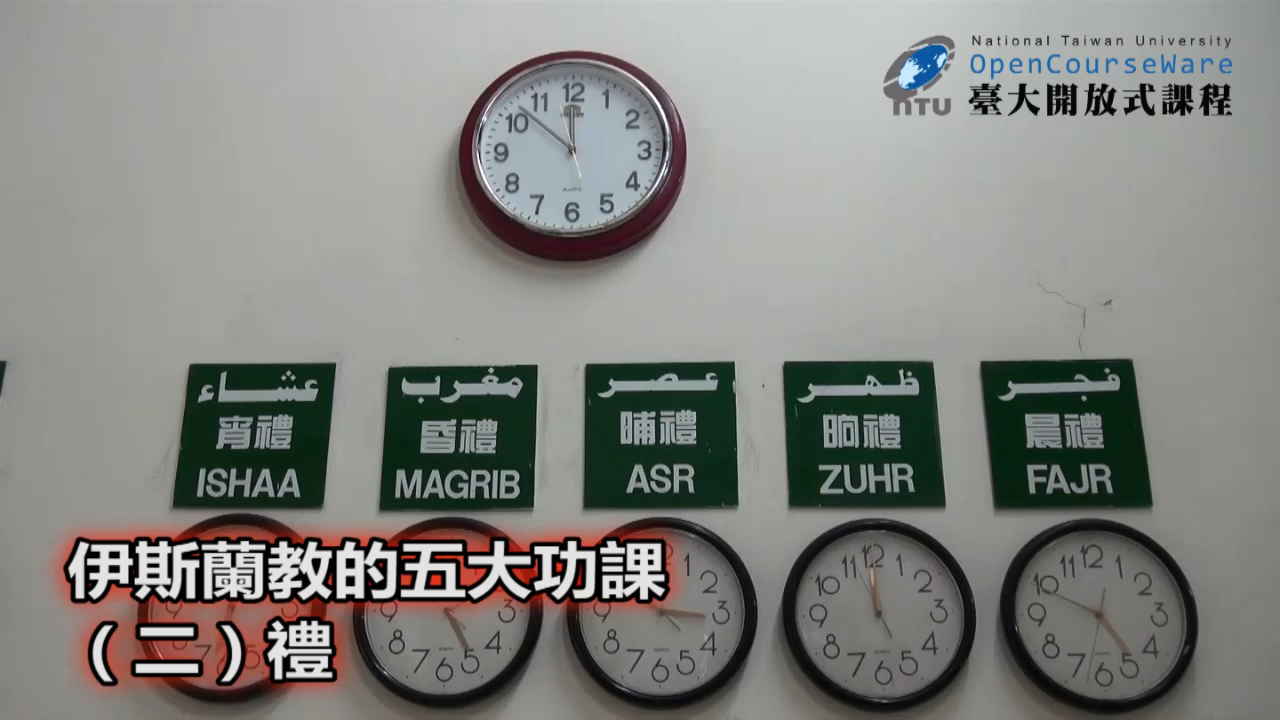 National Taiwan University
OpenCourseWare
NTU 臺大開放式課程
عشاء
宵禮
ISHAA
مغرب
昏禮
MAGRIB
عصر
晡禮
ASR
ظهر
晌禮
ZUHR
فجر
晨禮
FAJR
伊斯蘭教的五大功課
（二）禮